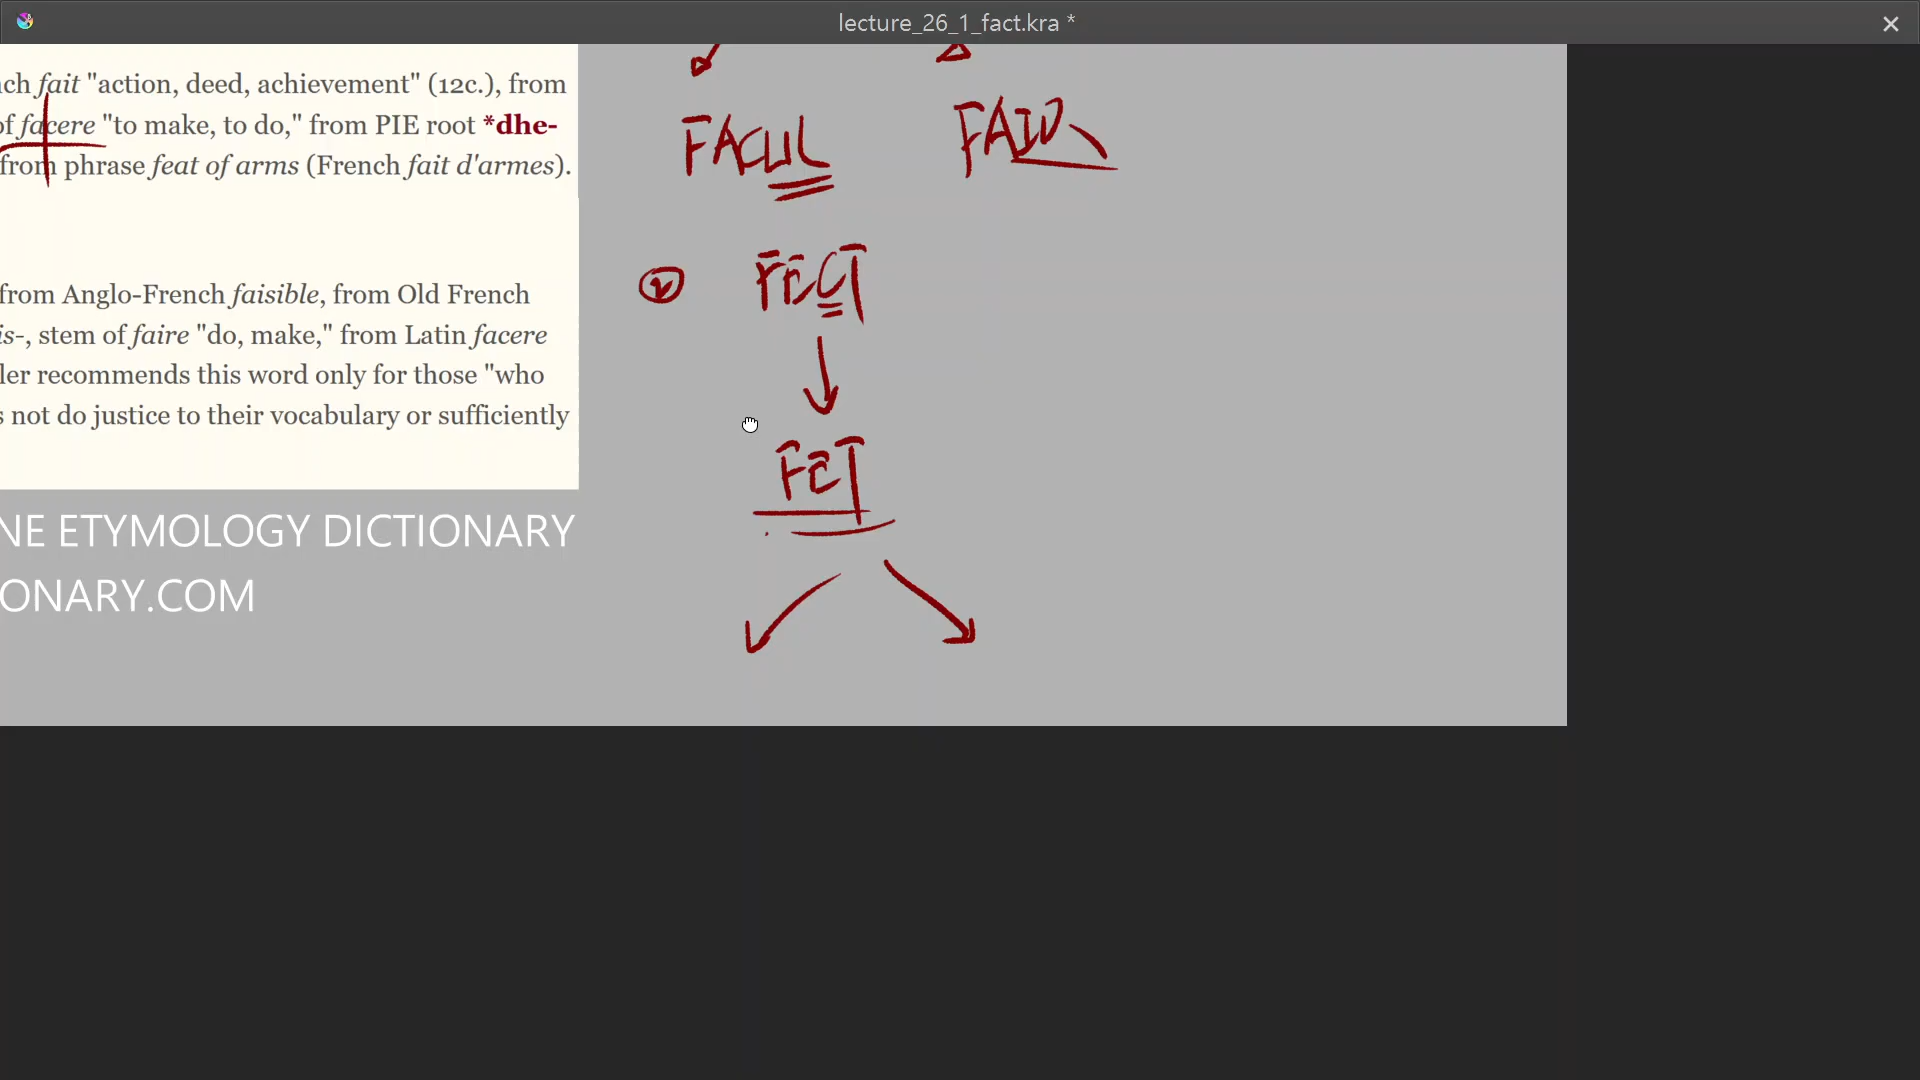 lecture_26_1_fact.kra *
ch fait "action, deed, achievement" (12c.), from
of facere "to make, to do," from PIE root *dhe-
from phrase feat of arms (French fait d'armes).
from Anglo-French faisible, from Old French
is-, stem of faire "do, make," from Latin facere
ler recommends this word only for those "who
s not do justice to their vocabulary or sufficiently
NE ETYMOLOGY DICTIONARY
ONARY.COM
FACUL
② FECT
FET